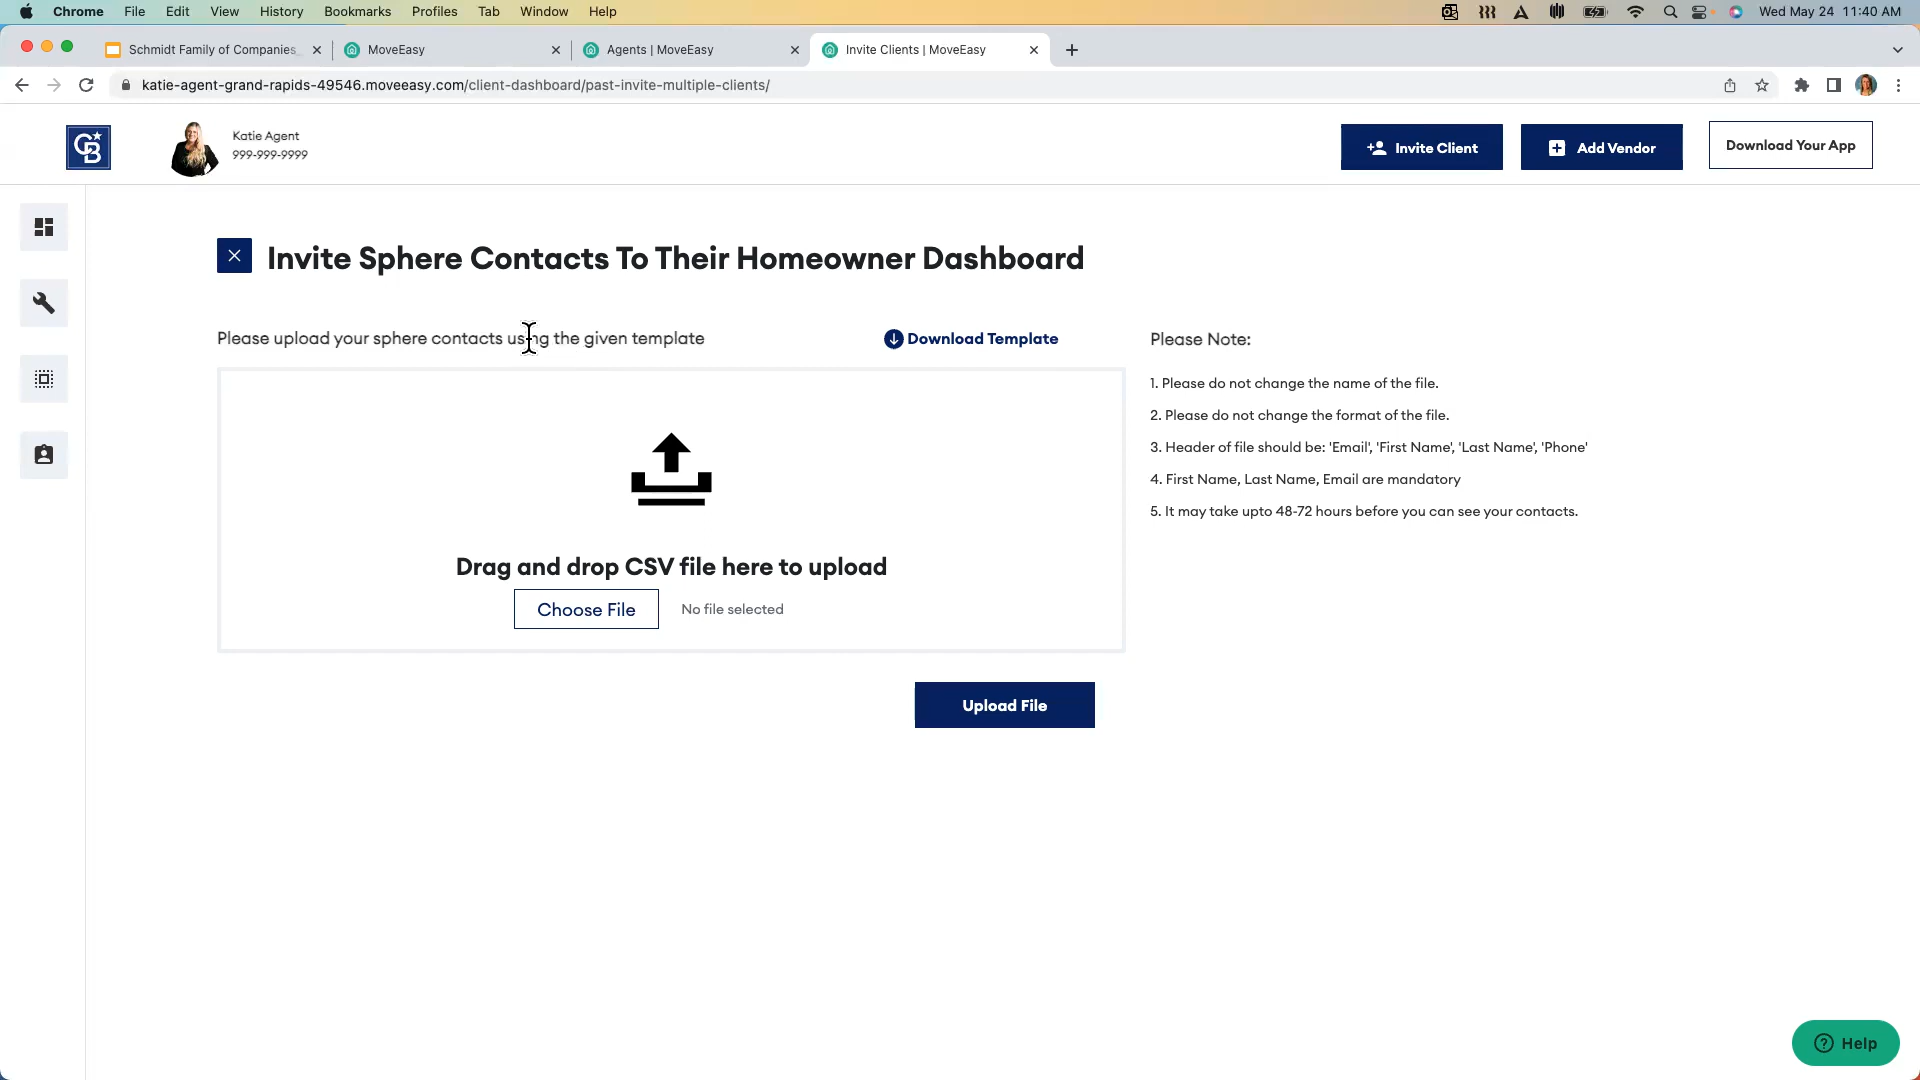 Chrome File Edit View History Bookmarks Profiles Tab Window Help Wed May 24 11:40 AM
Schmidt Family of Companies MoveEasy Agents | MoveEasy Invite Clients | MoveEasy
katie-agent-grand-rapids-49546.moveeasy.com/client-dashboard/past-invite-multiple-clients/
CB
Katie Agent
999-999-9999
Invite Client
Add Vendor
Download Your App
Invite Sphere Contacts To Their Homeowner Dashboard
Please upload your sphere contacts using the given template
Download Template
Drag and drop CSV file here to upload
Choose File No file selected
Upload File
Please Note:
1. Please do not change the name of the file.
2. Please do not change the format of the file.
3. Header of file should be: 'Email', 'First Name', 'Last Name', 'Phone'
4. First Name, Last Name, Email are mandatory
5. It may take upto 48-72 hours before you can see your contacts.
Help